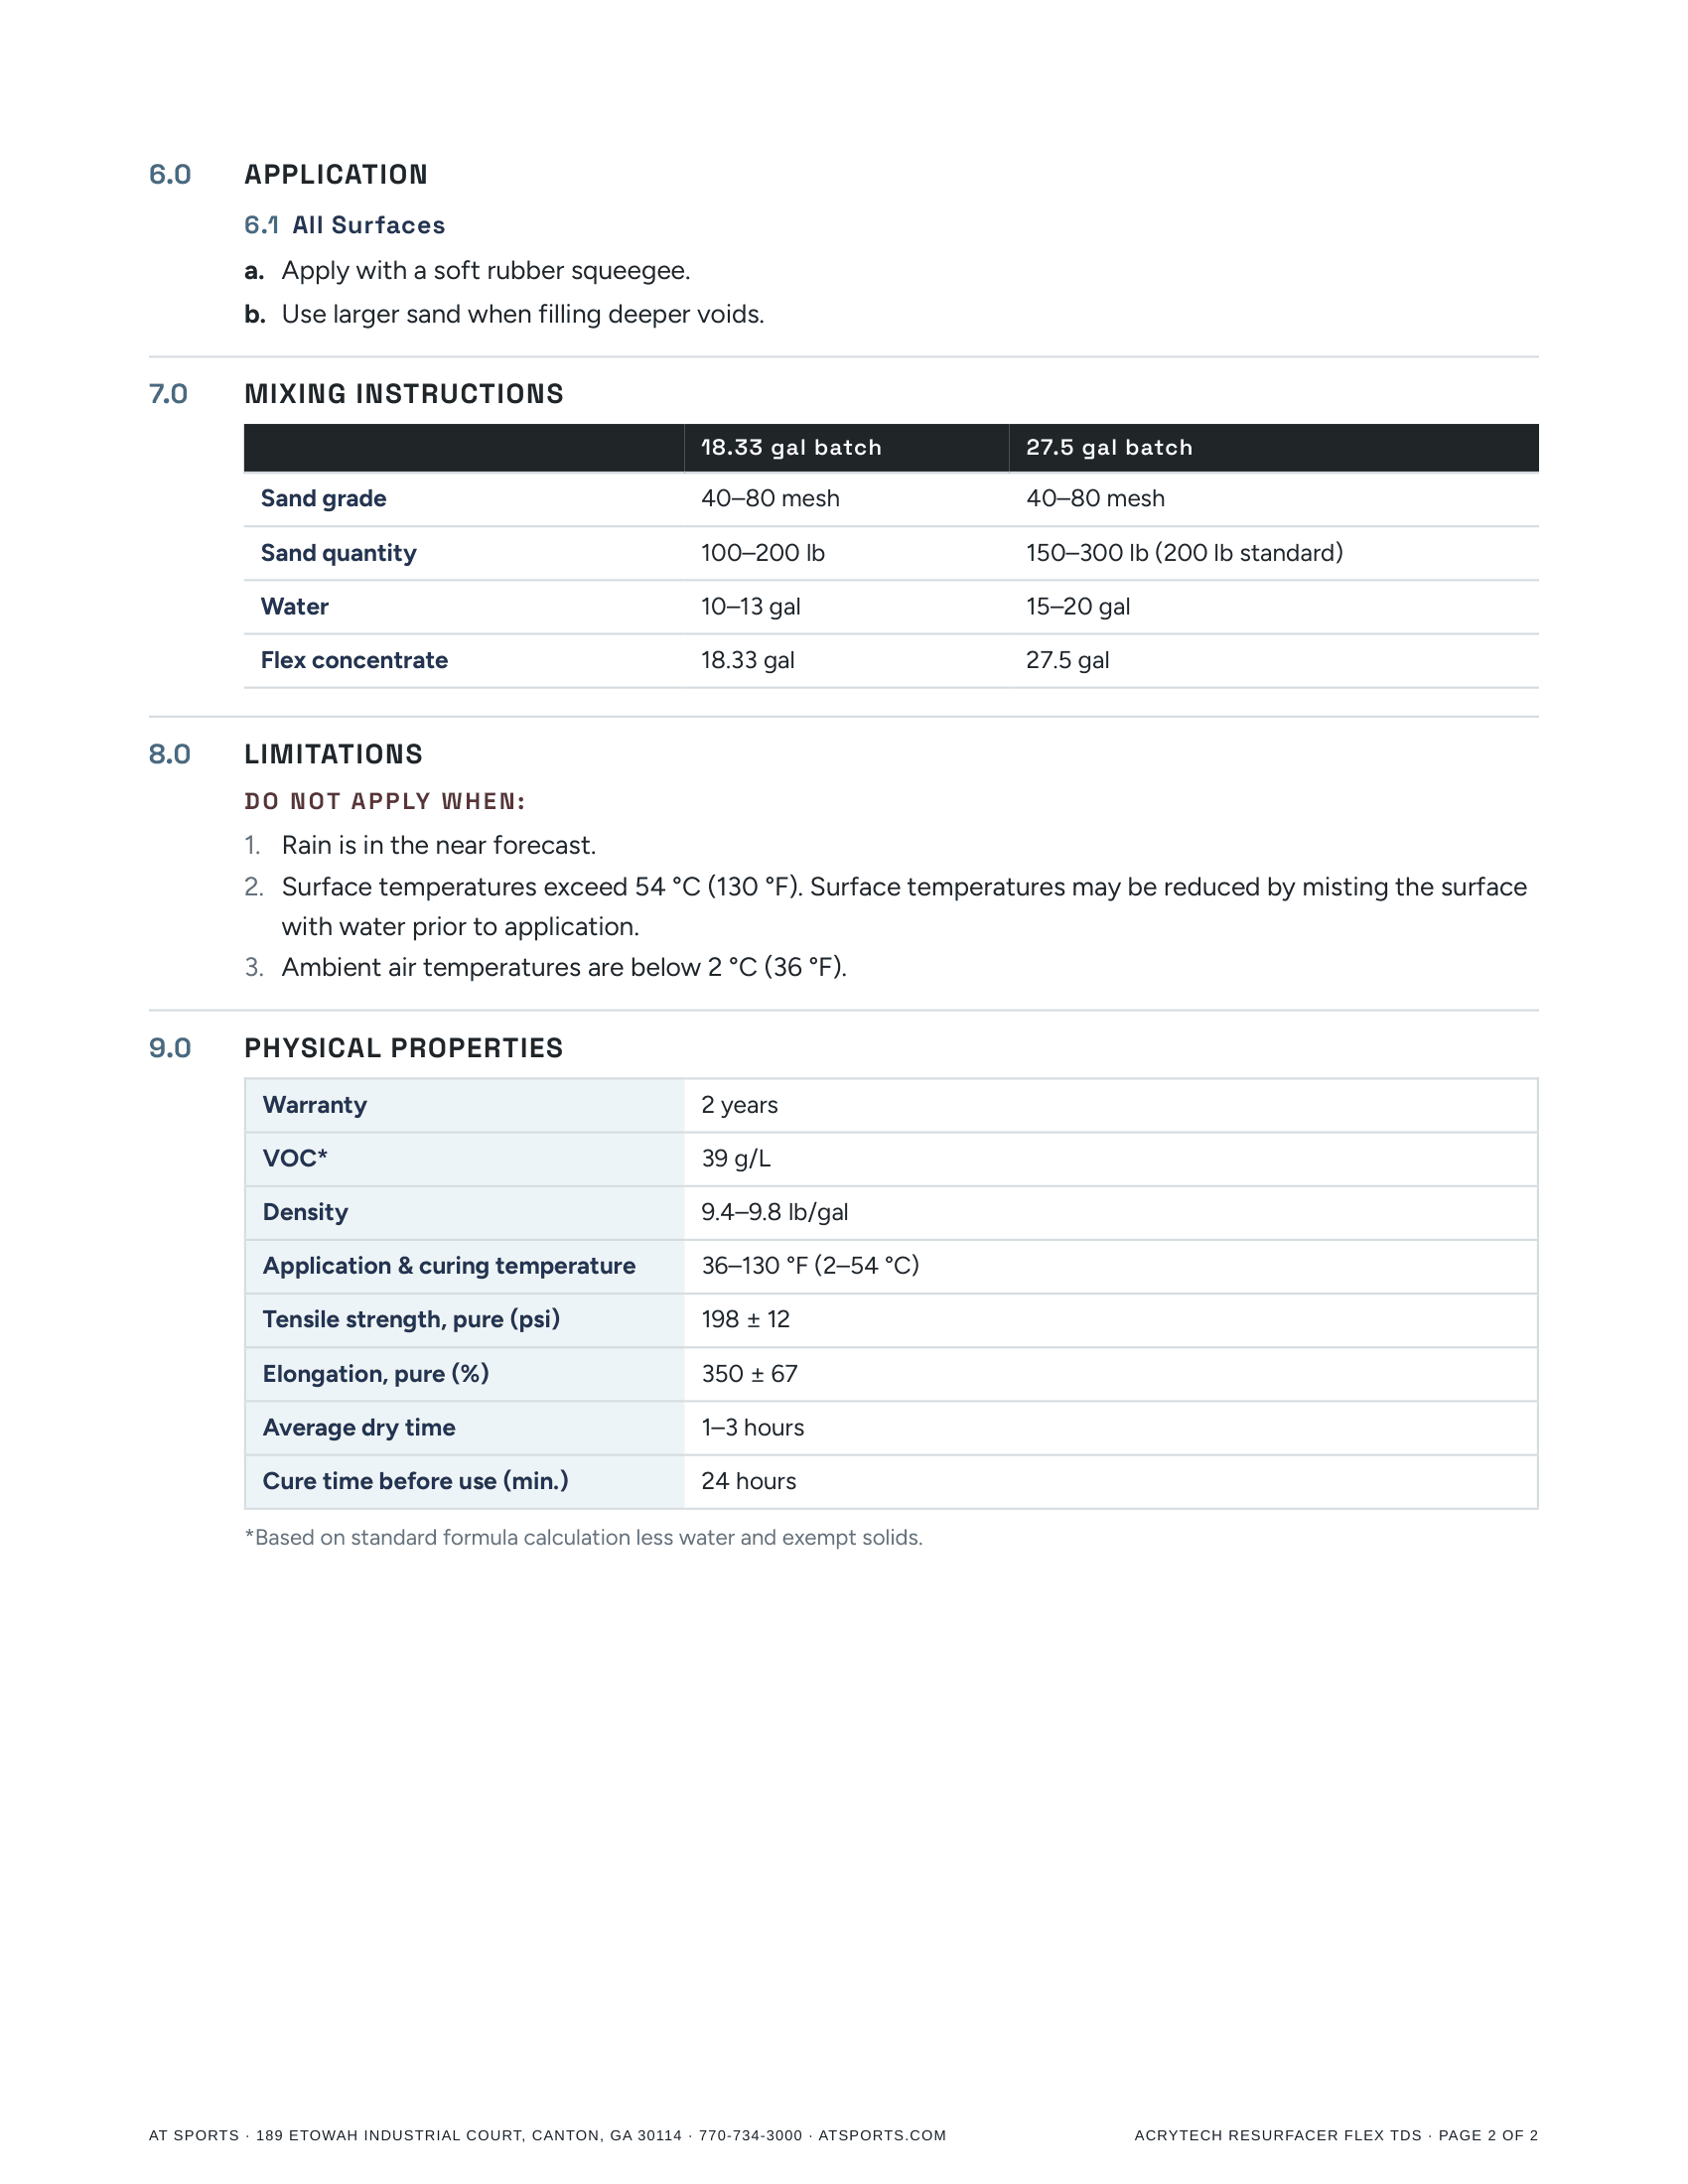 6.0 APPLICATION
6.1 All Surfaces
a. Apply with a soft rubber squeegee.
b. Use larger sand when filling deeper voids.
7.0 MIXING INSTRUCTIONS
18.33 gal batch 27.5 gal batch
Sand grade 40–80 mesh 40–80 mesh
Sand quantity 100–200 lb 150–300 lb (200 lb standard)
Water 10–13 gal 15–20 gal
Flex concentrate 18.33 gal 27.5 gal
8.0 LIMITATIONS
DO NOT APPLY WHEN:
1. Rain is in the near forecast.
2. Surface temperatures exceed 54 °C (130 °F). Surface temperatures may be reduced by misting the surface
with water prior to application.
3. Ambient air temperatures are below 2 °C (36 °F).
9.0 PHYSICAL PROPERTIES
Warranty 2 years
VOC* 39 g/L
Density 9.4–9.8 lb/gal
Application & curing temperature 36–130 °F (2–54 °C)
Tensile strength, pure (psi) 198 ± 12
Elongation, pure (%) 350 ± 67
Average dry time 1–3 hours
Cure time before use (min.) 24 hours
*Based on standard formula calculation less water and exempt solids.
AT SPORTS · 189 ETOWAH INDUSTRIAL COURT, CANTON, GA 30114 · 770-734-3000 · ATSPORTS.COM ACRYTECH RESURFACER FLEX TDS · PAGE 2 OF 2